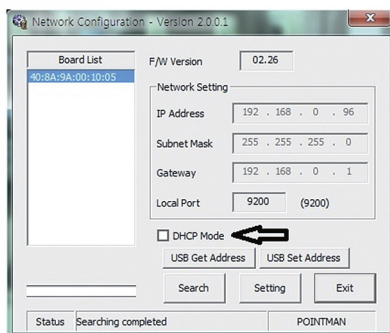 Network Configuration - Version 2.0.0.1
Board List
40:8A:9A:00:10:05
F/W Version 02.26
Network Setting
IP Address 192 . 168 . 0 . 96
Subnet Mask 255 . 255 . 255 . 0
Gateway 192 . 168 . 0 . 1
Local Port 9200 (9200)
DHCP Mode
USB Get Address USB Set Address
Search Setting Exit
Status Searching completed POINTMAN